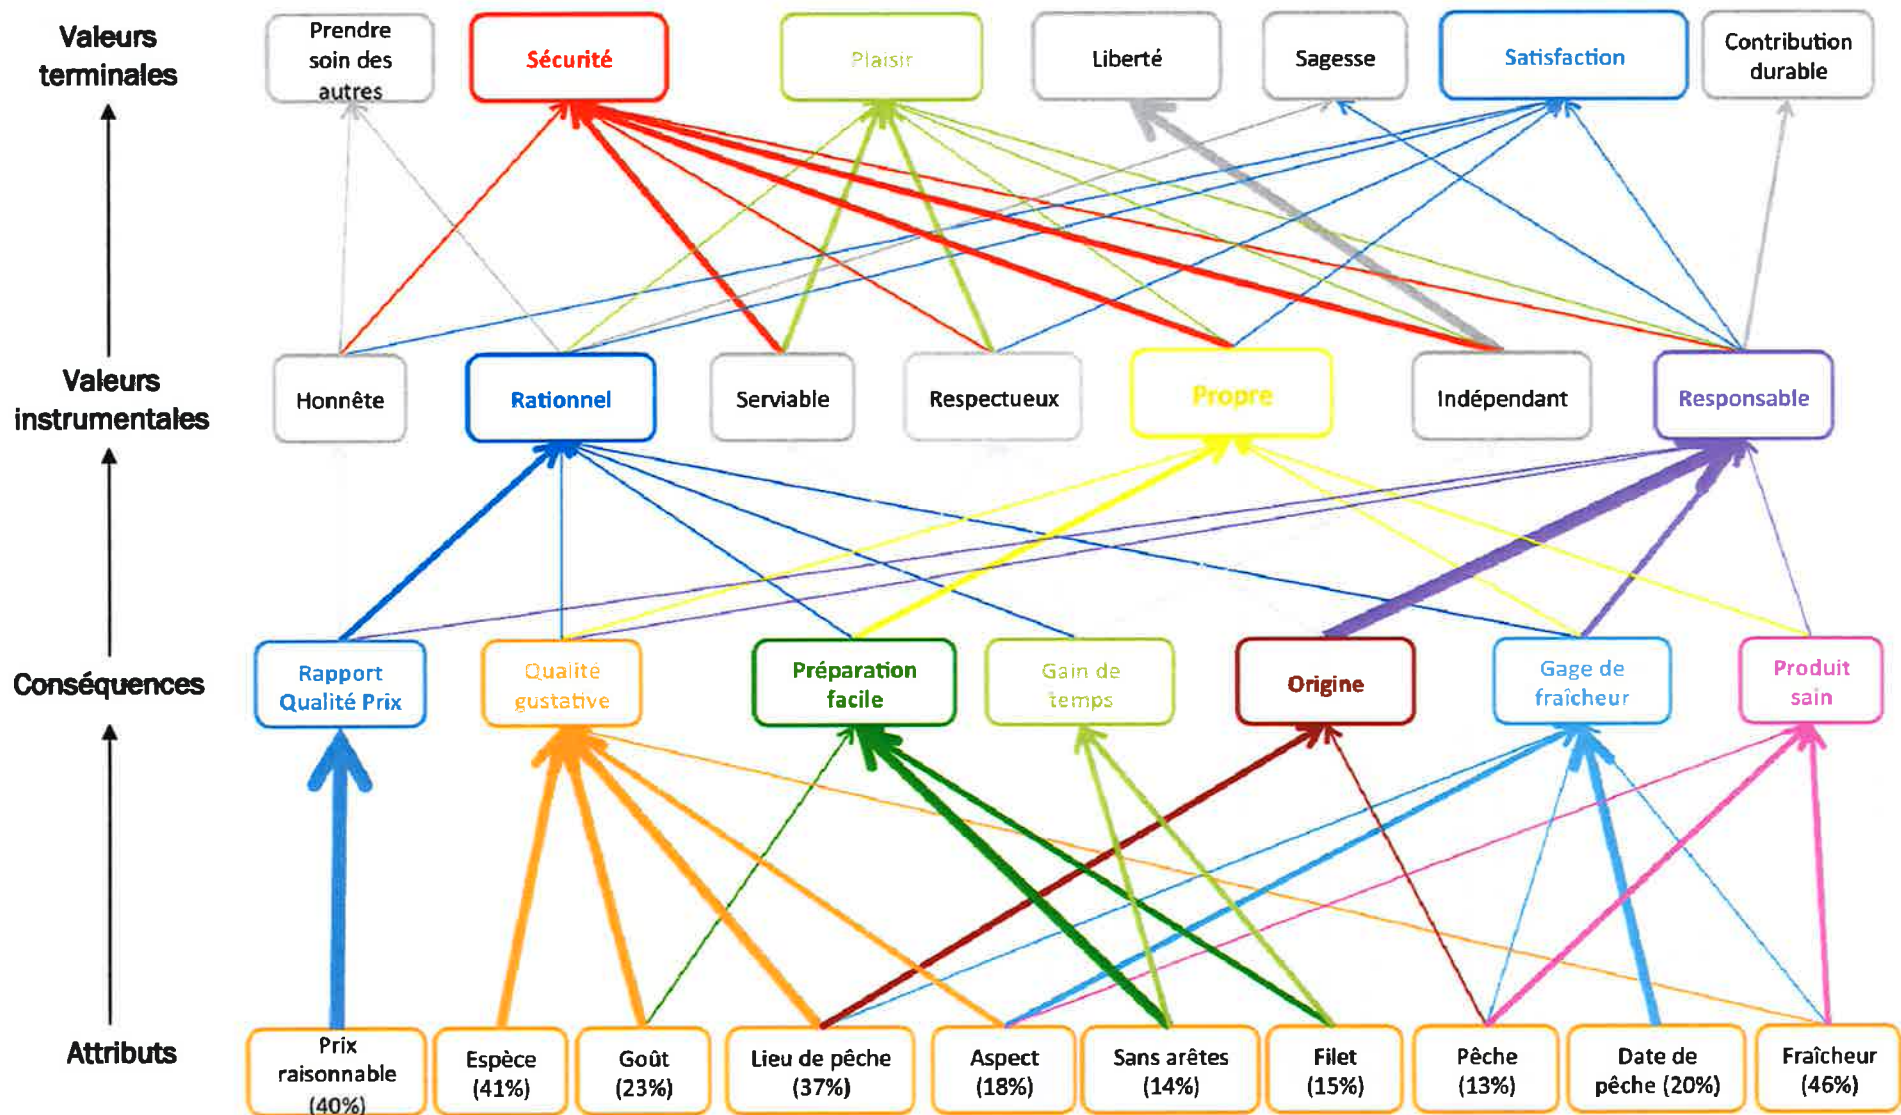 Valeurs
terminales
Prendre
soin des
autres
Sécurité
Plaisir
Liberté
Sagesse
Satisfaction
Contribution
durable
Valeurs
instrumentales
Honnête
Rationnel
Serviable
Respectueux
Propre
Indépendant
Responsable
Conséquences
Rapport
Qualité Prix
Qualité
gustative
Préparation
facile
Gain de
temps
Origine
Gage de
fraîcheur
Produit
sain
Attributs
Prix
raisonnable
(40%)
Espèce
(41%)
Goût
(23%)
Lieu de pêche
(37%)
Aspect
(18%)
Sans arêtes
(14%)
Filet
(15%)
Pêche
(13%)
Date de
pêche (20%)
Fraîcheur
(46%)